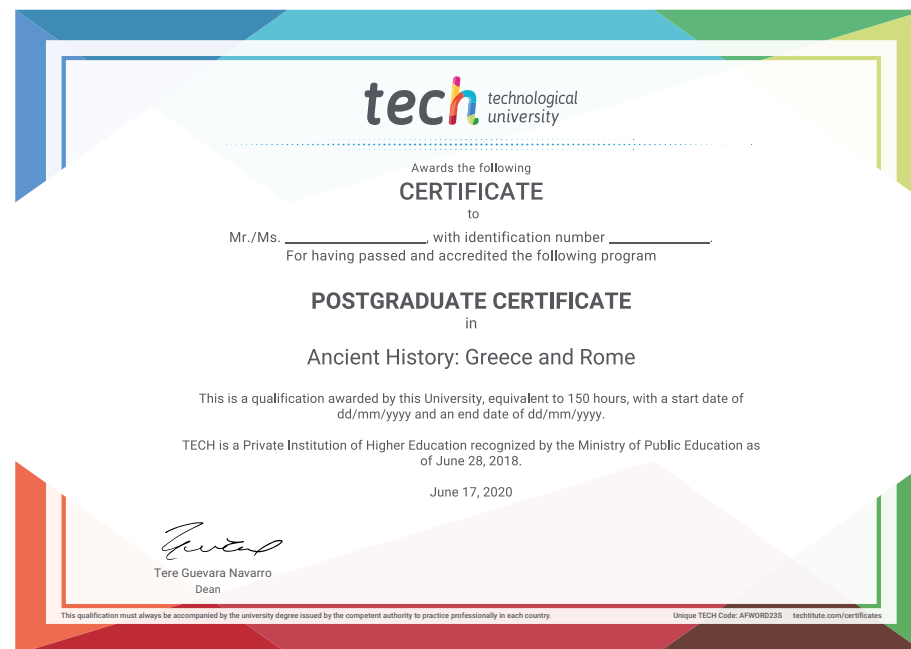 tech technological
university
Awards the following
CERTIFICATE
to
Mr./Ms. ____________________, with identification number ______________.
For having passed and accredited the following program
POSTGRADUATE CERTIFICATE
in
Ancient History: Greece and Rome
This is a qualification awarded by this University, equivalent to 150 hours, with a start date of
dd/mm/yyyy and an end date of dd/mm/yyyy.
TECH is a Private Institution of Higher Education recognized by the Ministry of Public Education as
of June 28, 2018.
June 17, 2020
Tere Guevara Navarro
Dean
This qualification must always be accompanied by the university degree issued by the competent authority to practice professionally in each country. Unique TECH Code: AFWORD23S techtitute.com/certificates